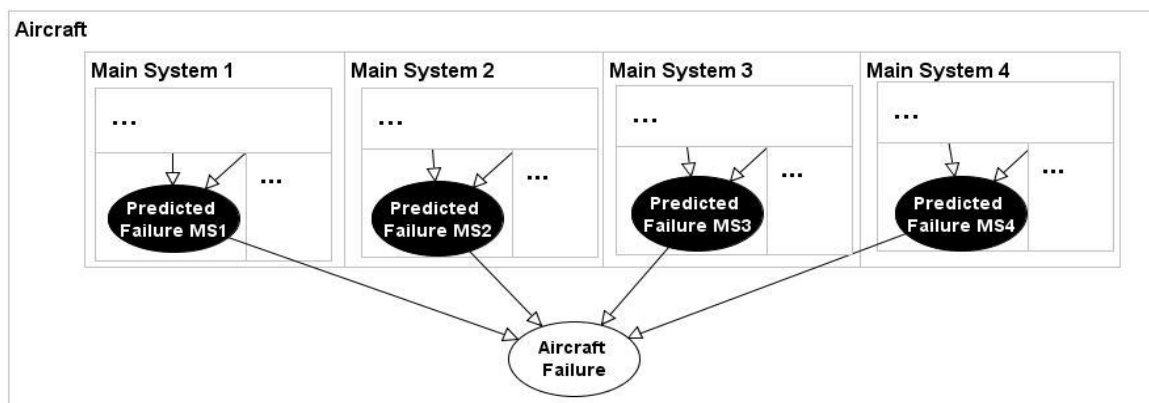 Aircraft
Main System 1
Main System 2
Main System 3
Main System 4
...
...
...
...
...
...
...
...
Predicted
Failure MS1
Predicted
Failure MS2
Predicted
Failure MS3
Predicted
Failure MS4
Aircraft
Failure